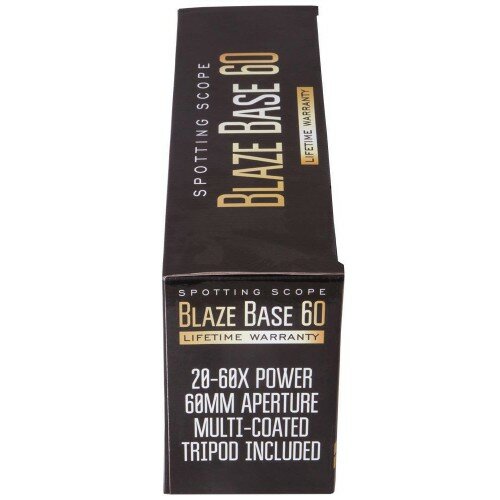 SPOTTING SCOPE
BLAZE BASE 60
LIFETIME WARRANTY
SPOTTING SCOPE
BLAZE BASE 60
LIFETIME WARRANTY
20-60X POWER
60MM APERTURE
MULTI-COATED
TRIPOD INCLUDED